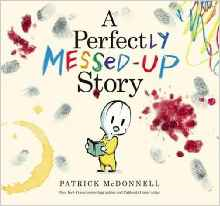 A
Perfectly
MESSED-UP
Story
PATRICK McDONNELL